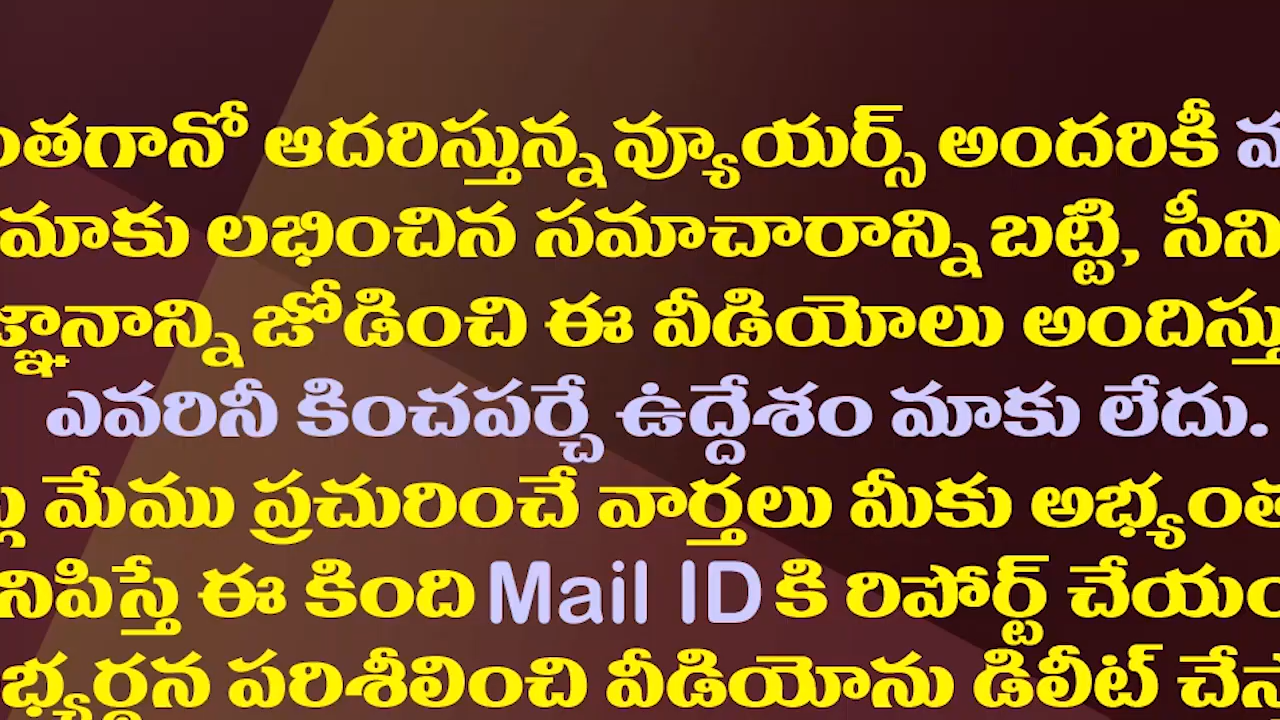 ంతగానో ఆదరిస్తున్న వ్యూయర్స్ అందరికీ
మాకు లభించిన సమాచారాన్ని బట్టి, సీని
జ్ఞానాన్ని జోడించి ఈ వీడియోలు అందిస్తు
ఎవరినీ కించపర్చే ఉద్దేశం మాకు లేదు.
మేము ప్రచురించే వార్తలు మీకు అభ్యంత
నిపిస్తే ఈ కింది Mail ID కి రిపోర్ట్ చేయం
భ్యర్థన పరిశీలించి వీడియోను డిలీట్ చేస